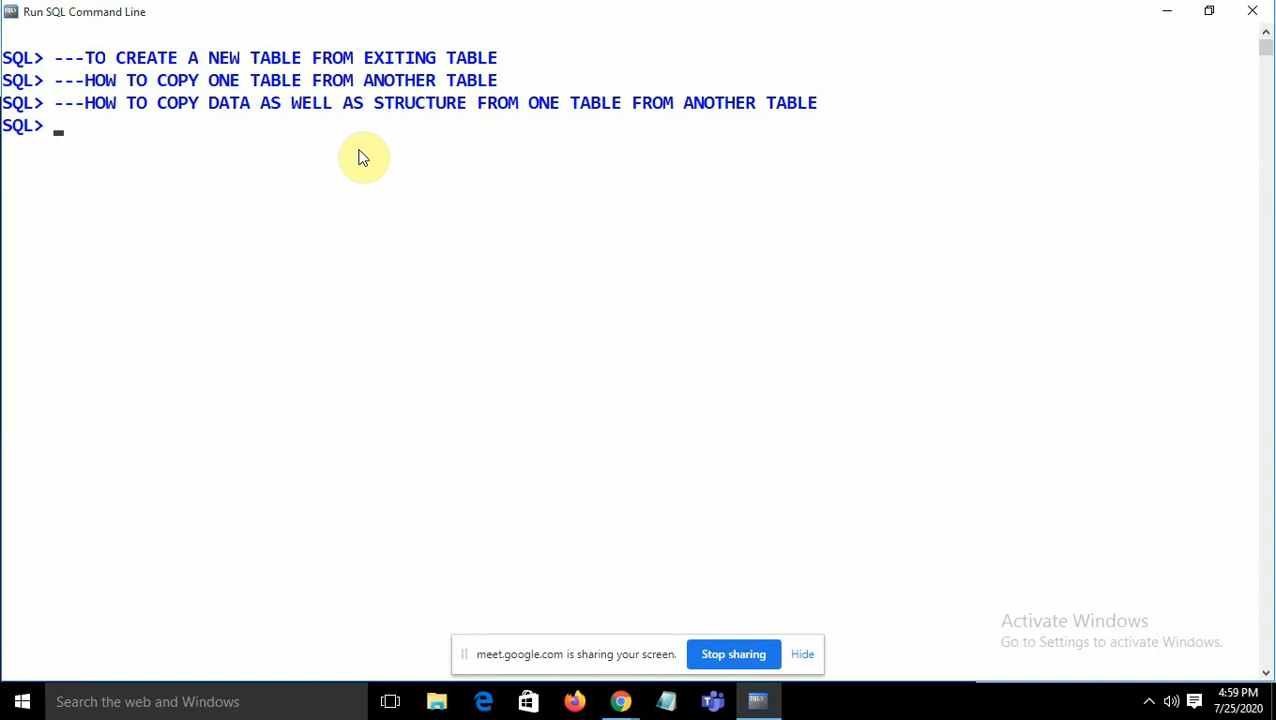 Run SQL Command Line
SQL> ---TO CREATE A NEW TABLE FROM EXITING TABLE
SQL> ---HOW TO COPY ONE TABLE FROM ANOTHER TABLE
SQL> ---HOW TO COPY DATA AS WELL AS STRUCTURE FROM ONE TABLE FROM ANOTHER TABLE
SQL>
Activate Windows
Go to Settings to activate Windows.
meet.google.com is sharing your screen. Stop sharing Hide
Search the web and Windows
4:59 PM
7/25/2020